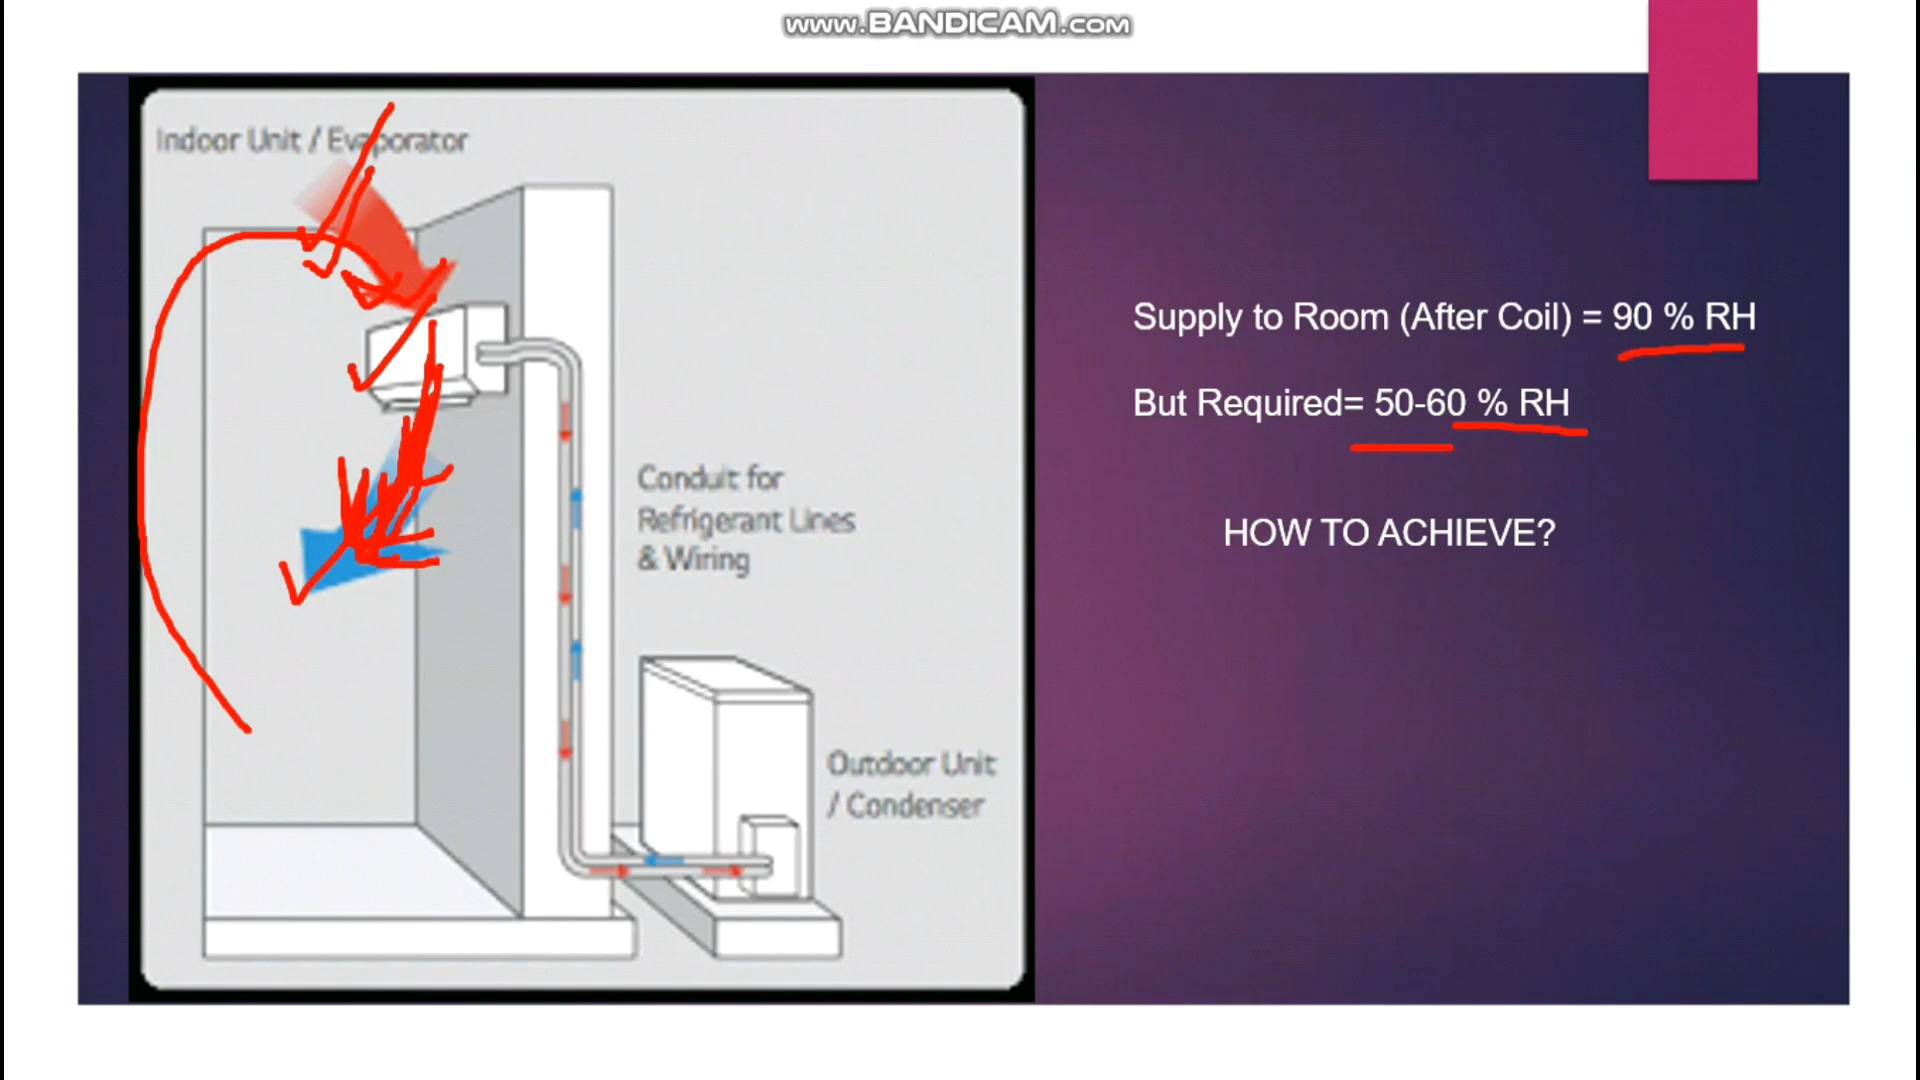 www.BANDICAM.com
Indoor Unit / Evaporator
Supply to Room (After Coil) = 90 % RH
But Required= 50-60 % RH
HOW TO ACHIEVE?
Conduit for
Refrigerant Lines
& Wiring
Outdoor Unit
/ Condenser